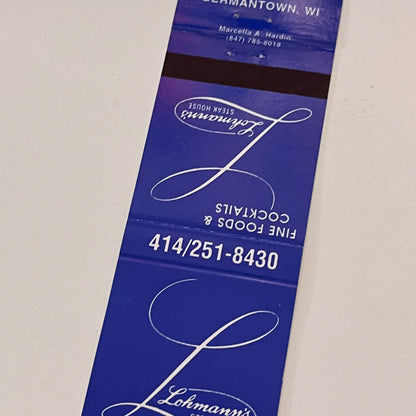 GERMANTOWN, WI
Marcella A. Hardin
(847) 785-8018
Lohmann's
STEAK HOUSE
FINE FOODS &
COCKTAILS
414/251-8430
Lohmann's